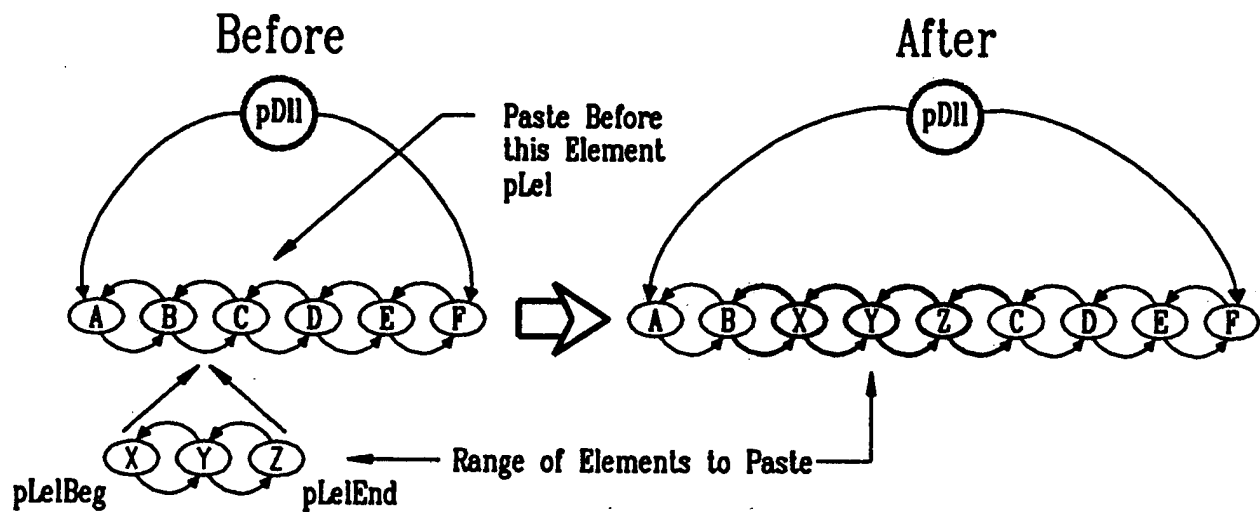 Before
After
pDll
pDll
Paste Before
this Element
pLel
A B C D E F
A B X Y Z C D E F
X Y Z
Range of Elements to Paste
pLelBeg
pLelEnd